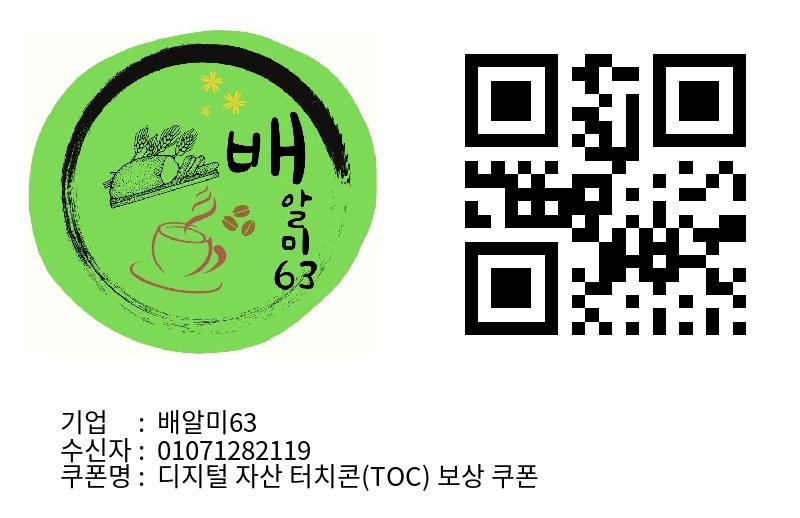 배
알
미
63
기업 : 배알미63
수신자 : 01071282119
쿠폰명 : 디지털 자산 터치콘(TOC) 보상 쿠폰